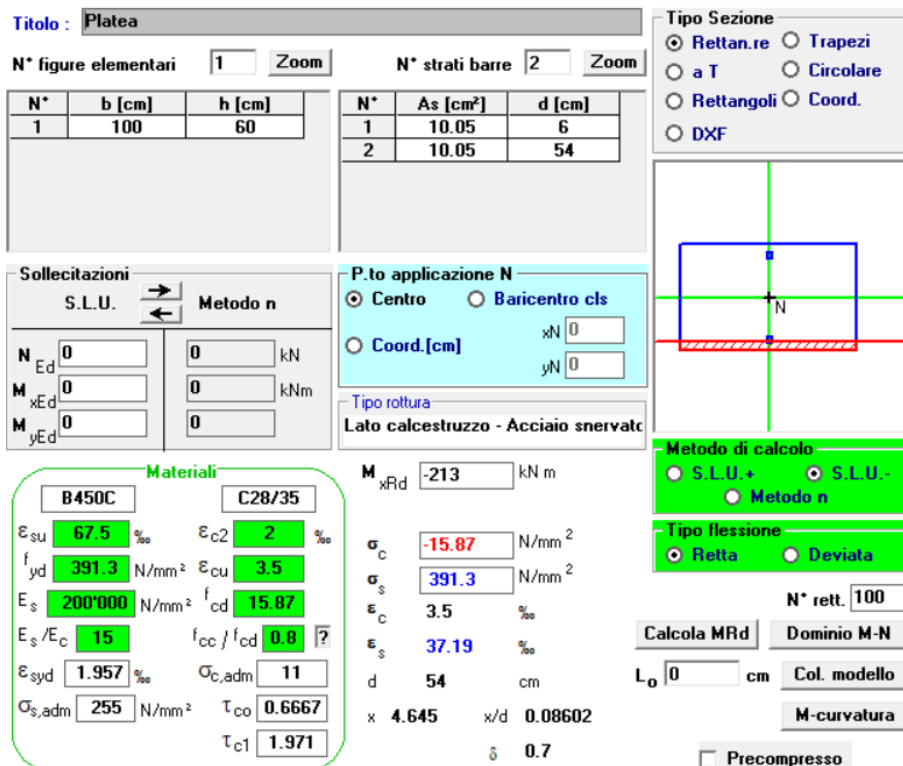 Titolo : Platea
N° figure elementari 1 Zoom N° strati barre 2 Zoom
N° b [cm] h [cm]
1 100 60
N° As [cm²] d [cm]
1 10.05 6
2 10.05 54
Tipo Sezione
Rettan.re Trapezi
a T Circolare
Rettangoli Coord.
DXF
N
Sollecitazioni
S.L.U. Metodo n
N Ed 0 0 kN
M xEd 0 0 kNm
M yEd 0 0
P.to applicazione N
Centro Baricentro cls
Coord.[cm] xN 0
yN 0
Tipo rottura
Lato calcestruzzo - Acciaio snervato
Metodo di calcolo
S.L.U.+ S.L.U.-
Metodo n
Tipo flessione
Retta Deviata
Materiali
B450C C28/35
εsu 67.5 ‰ εc2 2 ‰
fyd 391.3 N/mm² εcu 3.5
Es 200'000 N/mm² fcd 15.87
Es/Ec 15 fcc / fcd 0.8 ?
εsyd 1.957 ‰ σc,adm 11
σs,adm 255 N/mm² τco 0.6667
τc1 1.971
M xRd -213 kN m
σc -15.87 N/mm²
σs 391.3 N/mm²
εc 3.5 ‰
εs 37.19 ‰
d 54 cm
x 4.645 x/d 0.08602
δ 0.7
N° rett. 100
Calcola MRd Dominio M-N
Lo 0 cm Col. modello
M-curvatura
Precompresso